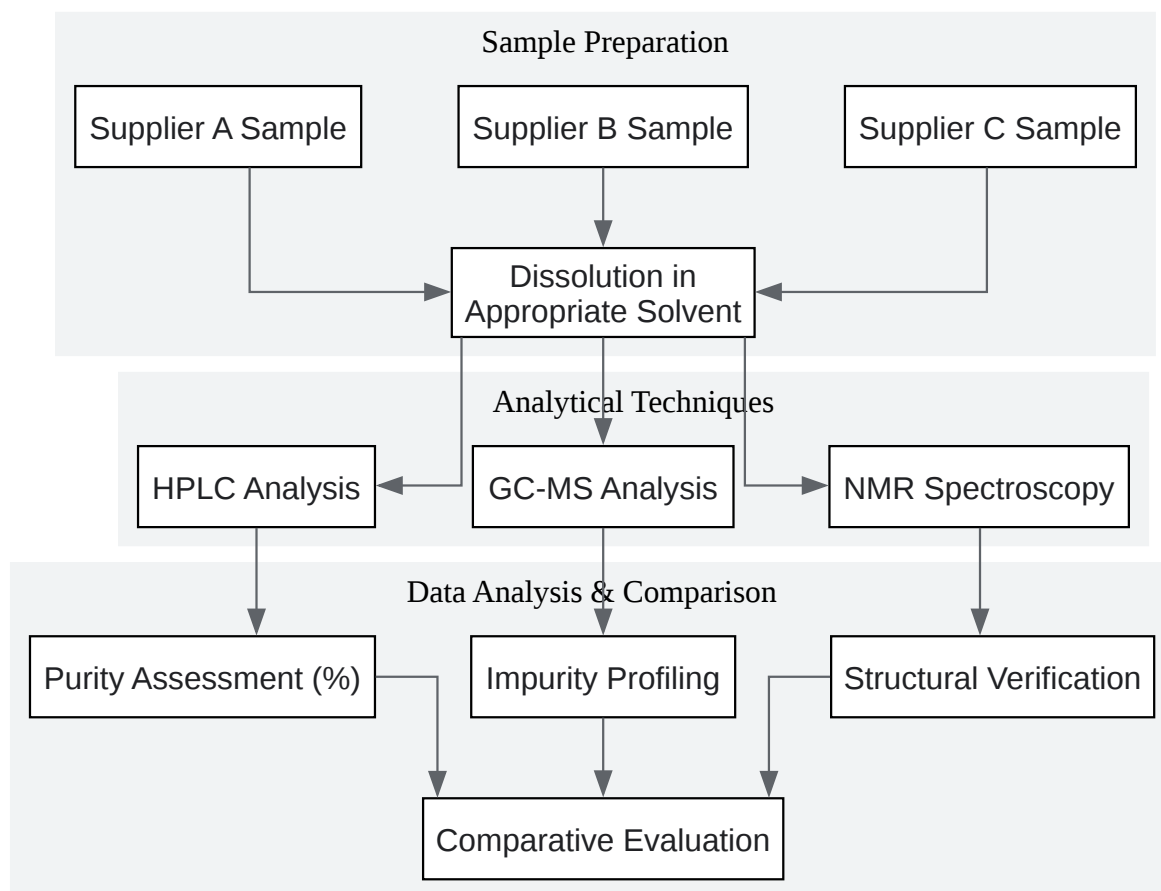 Sample Preparation
Supplier A Sample
Supplier B Sample
Supplier C Sample
Dissolution in
Appropriate Solvent
Analytical Techniques
HPLC Analysis
GC-MS Analysis
NMR Spectroscopy
Data Analysis & Comparison
Purity Assessment (%)
Impurity Profiling
Structural Verification
Comparative Evaluation